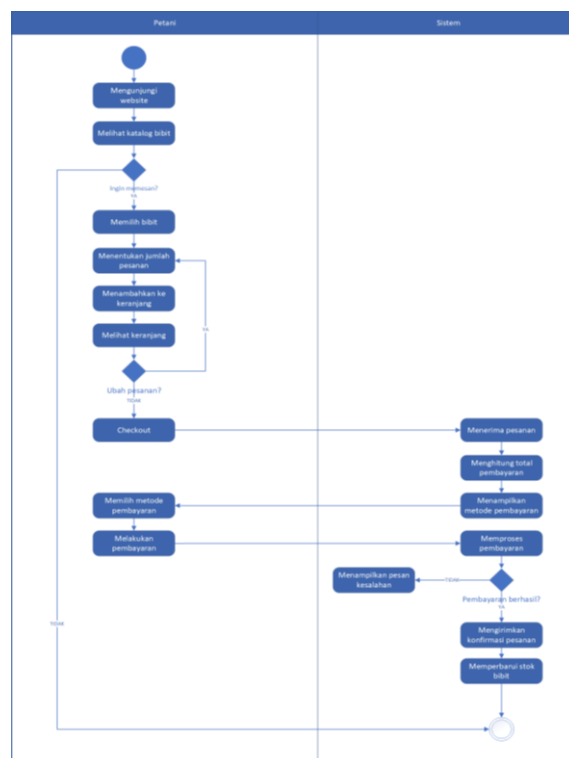 Petani
Sistem
Mengunjungi
website
Melihat katalog bibit
Ingin memesan?
YA
Memilih bibit
Menentukan jumlah
pesanan
Menambahkan ke
keranjang
Melihat keranjang
YA
Ubah pesanan?
TIDAK
Checkout
Menerima pesanan
Menghitung total
pembayaran
Memilih metode
pembayaran
Menampilkan
metode pembayaran
Melakukan
pembayaran
Memproses
pembayaran
Menampilkan pesan
kesalahan
TIDAK
Pembayaran berhasil?
YA
TIDAK
Mengirimkan
konfirmasi pesanan
Memperbarui stok
bibit